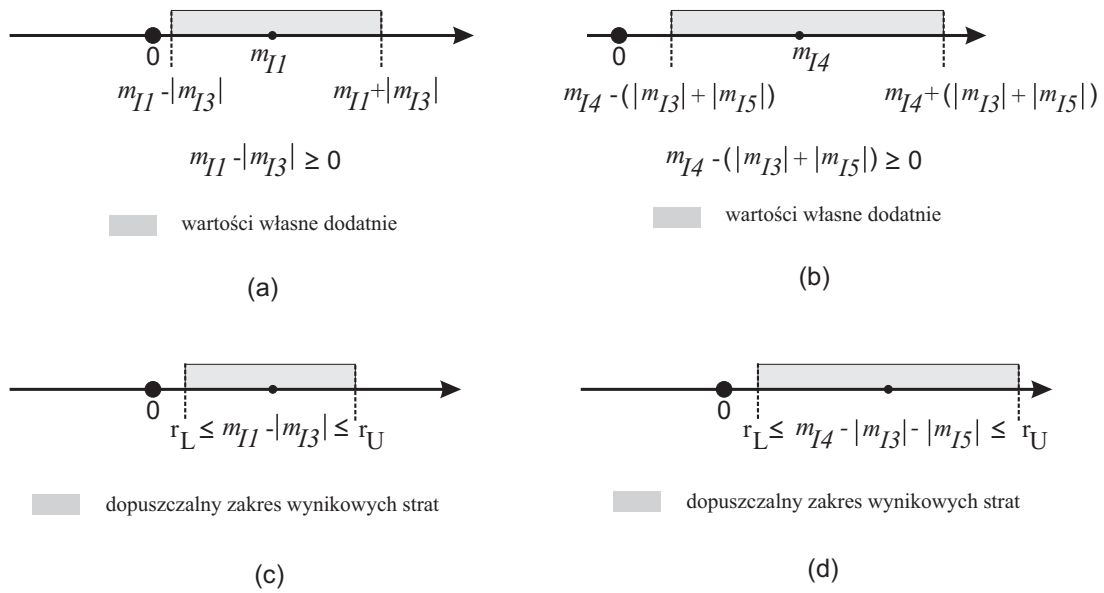 0
m_{I1}
m_{I1} -|m_{I3}|
m_{I1}+|m_{I3}|
m_{I1} -|m_{I3}| ≥ 0
wartości własne dodatnie
(a)
0
m_{I4}
m_{I4} -(|m_{I3}|+|m_{I5}|)
m_{I4}+(|m_{I3}|+|m_{I5}|)
m_{I4} -(|m_{I3}|+|m_{I5}|) ≥ 0
wartości własne dodatnie
(b)
0
r_L ≤ m_{I1} -|m_{I3}| ≤ r_U
dopuszczalny zakres wynikowych strat
(c)
0
r_L ≤ m_{I4} - |m_{I3}| - |m_{I5}| ≤ r_U
dopuszczalny zakres wynikowych strat
(d)